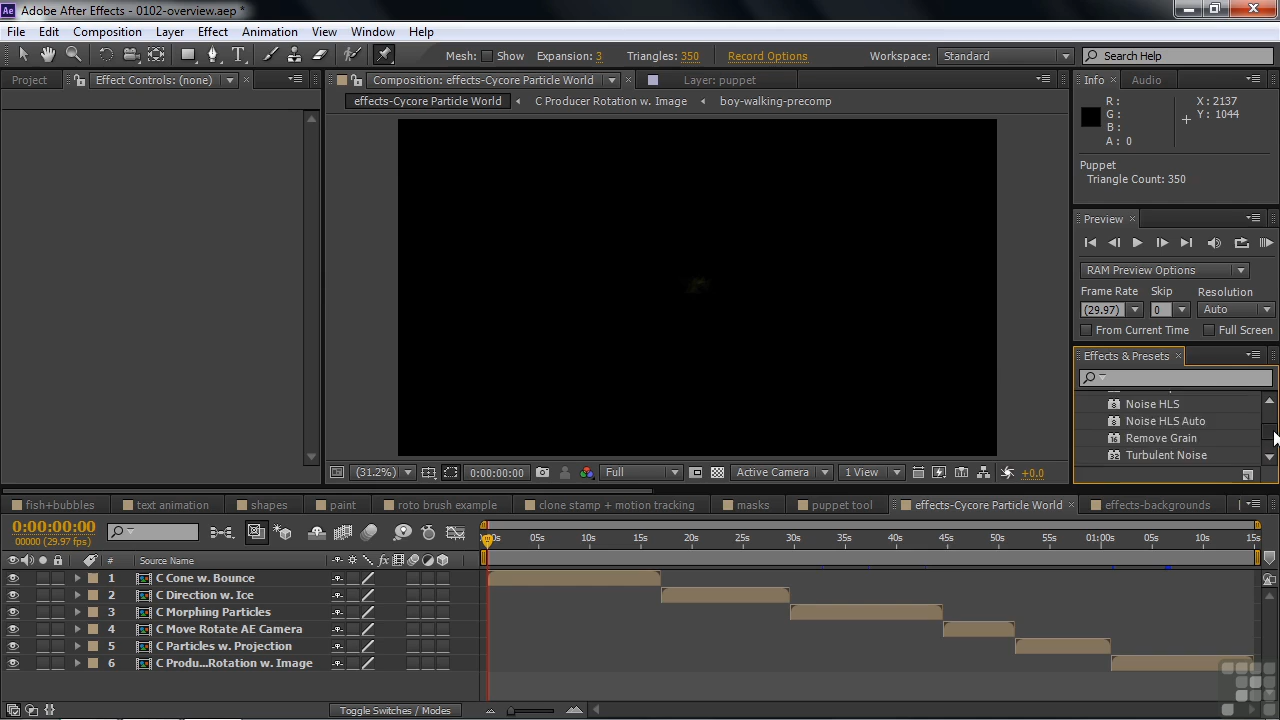 Adobe After Effects - 0102-overview.aep *
File Edit Composition Layer Effect Animation View Window Help
Mesh: Show Expansion: 3 Triangles: 350 Record Options Workspace: Standard Search Help
Project Effect Controls: (none) Composition: effects-Cycore Particle World Layer: puppet Info Audio
effects-Cycore Particle World C Producer Rotation w. Image boy-walking-precomp
R: X: 2137
G: Y: 1044
B:
A: 0
Puppet
Triangle Count: 350
Preview
RAM Preview Options
Frame Rate Skip Resolution
(29.97) 0 Auto
From Current Time Full Screen
Effects & Presets
Noise HLS
Noise HLS Auto
Remove Grain
Turbulent Noise
(31.2%) 0:00:00:00 Full Active Camera 1 View +0.0
fish+bubbles text animation shapes paint roto brush example clone stamp + motion tracking masks puppet tool effects-Cycore Particle World effects-backgrounds
0:00:00:00
00000 (29.97 fps)
05s 10s 15s 20s 25s 30s 35s 40s 45s 50s 55s 01:00s 05s 10s 15s
# Source Name
1 C Cone w. Bounce
2 C Direction w. Ice
3 C Morphing Particles
4 C Move Rotate AE Camera
5 C Particles w. Projection
6 C Produ...Rotation w. Image
Toggle Switches / Modes